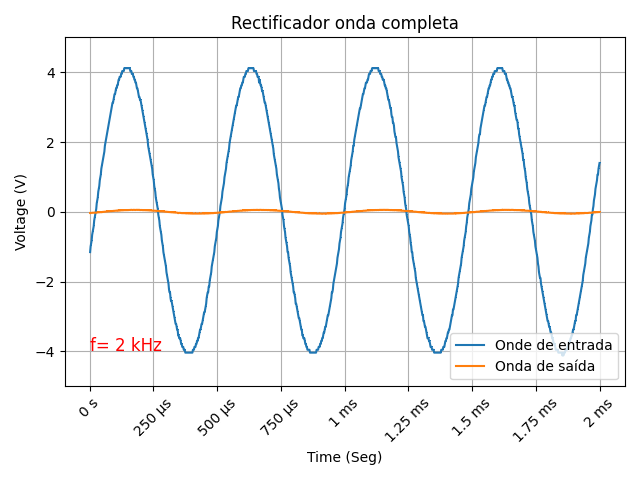 Rectificador onda completa
Voltage (V)
4
2
0
−2
−4
f= 2 kHz
Onde de entrada
Onda de saída
0 s
250 µs
500 µs
750 µs
1 ms
1.25 ms
1.5 ms
1.75 ms
2 ms
Time (Seg)